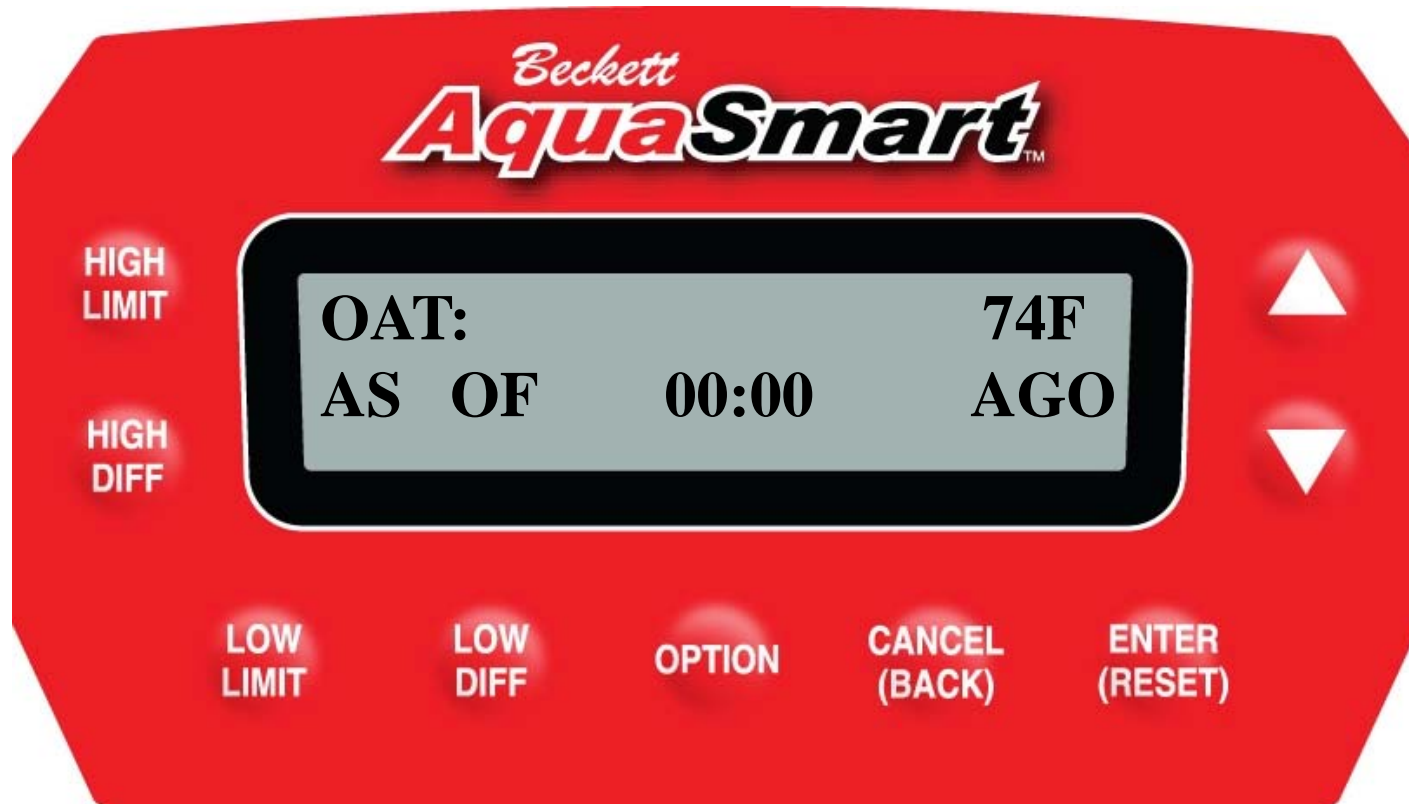 Beckett
AquaSmart™
HIGH
LIMIT
OAT: 74F
AS OF 00:00 AGO
HIGH
DIFF
LOW
LIMIT
LOW
DIFF
OPTION
CANCEL
(BACK)
ENTER
(RESET)